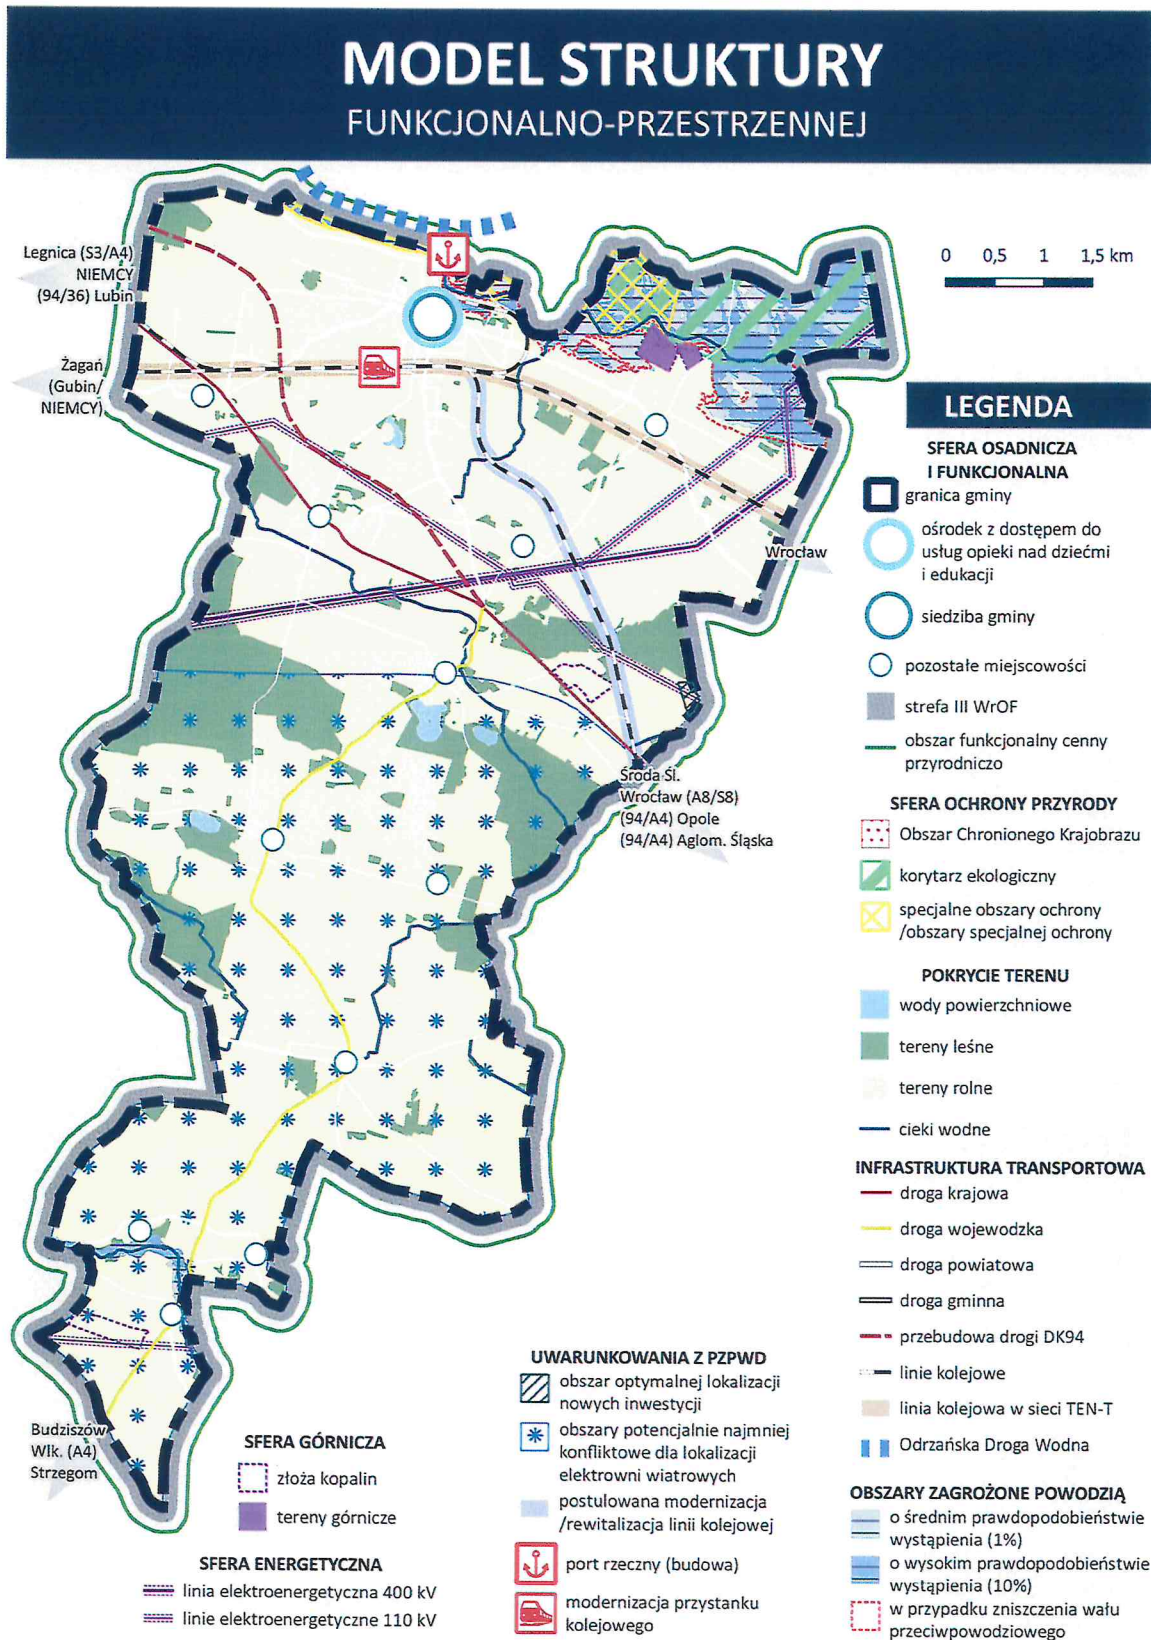 MODEL STRUKTURY
FUNKCJONALNO-PRZESTRZENNEJ
Legnica (S3/A4)
NIEMCY
(94/36) Lubin
Żagań
(Gubin/
NIEMCY)
Wrocław
Środa Śl.
Wrocław (A8/S8)
(94/A4) Opole
(94/A4) Aglom. Śląska
Budziszów
Wlk. (A4)
Strzegom
0 0,5 1 1,5 km
LEGENDA
SFERA OSADNICZA
I FUNKCJONALNA
granica gminy
ośrodek z dostępem do
usług opieki nad dziećmi
i edukacji
siedziba gminy
pozostałe miejscowości
strefa III WrOF
obszar funkcjonalny cenny
przyrodniczo
SFERA OCHRONY PRZYRODY
Obszar Chronionego Krajobrazu
korytarz ekologiczny
specjalne obszary ochrony
/obszary specjalnej ochrony
POKRYCIE TERENU
wody powierzchniowe
tereny leśne
tereny rolne
cieki wodne
INFRASTRUKTURA TRANSPORTOWA
droga krajowa
droga wojewodzka
droga powiatowa
droga gminna
przebudowa drogi DK94
linie kolejowe
linia kolejowa w sieci TEN-T
Odrzańska Droga Wodna
OBSZARY ZAGROŻONE POWODZIĄ
o średnim prawdopodobieństwie
wystąpienia (1%)
o wysokim prawdopodobieństwie
wystąpienia (10%)
w przypadku zniszczenia wału
przeciwpowodziowego
UWARUNKOWANIA Z PZPWD
obszar optymalnej lokalizacji
nowych inwestycji
obszary potencjalnie najmniej
konfliktowe dla lokalizacji
elektrowni wiatrowych
postulowana modernizacja
/rewitalizacja linii kolejowej
port rzeczny (budowa)
modernizacja przystanku
kolejowego
SFERA GÓRNICZA
złoża kopalin
tereny górnicze
SFERA ENERGETYCZNA
linia elektroenergetyczna 400 kV
linie elektroenergetyczne 110 kV